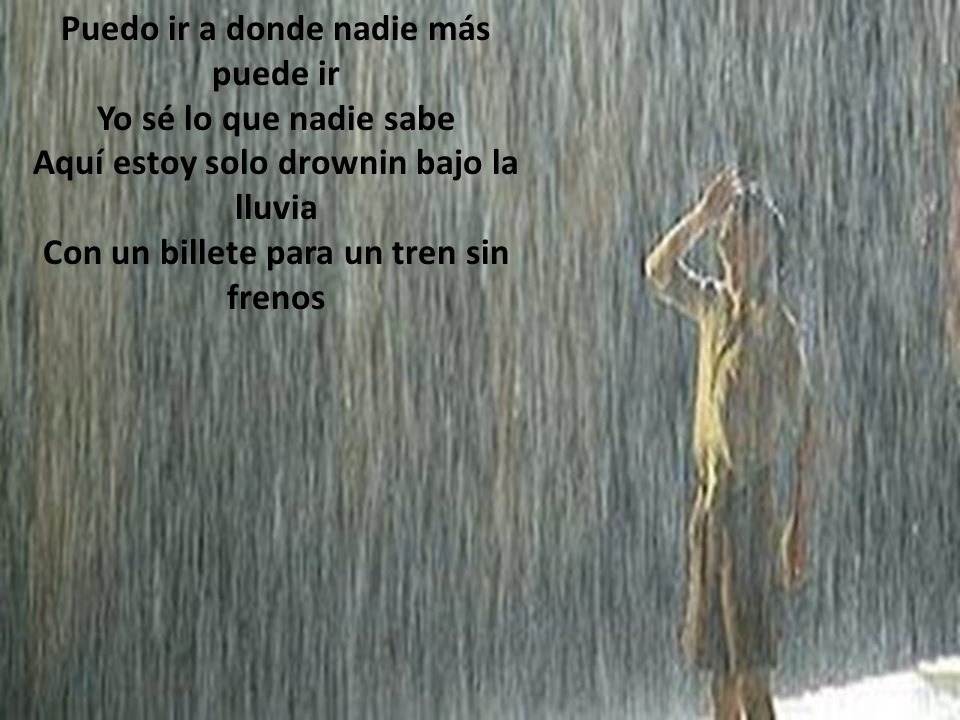 Puedo ir a donde nadie más
puede ir
Yo sé lo que nadie sabe
Aquí estoy solo drownin bajo la
lluvia
Con un billete para un tren sin
frenos